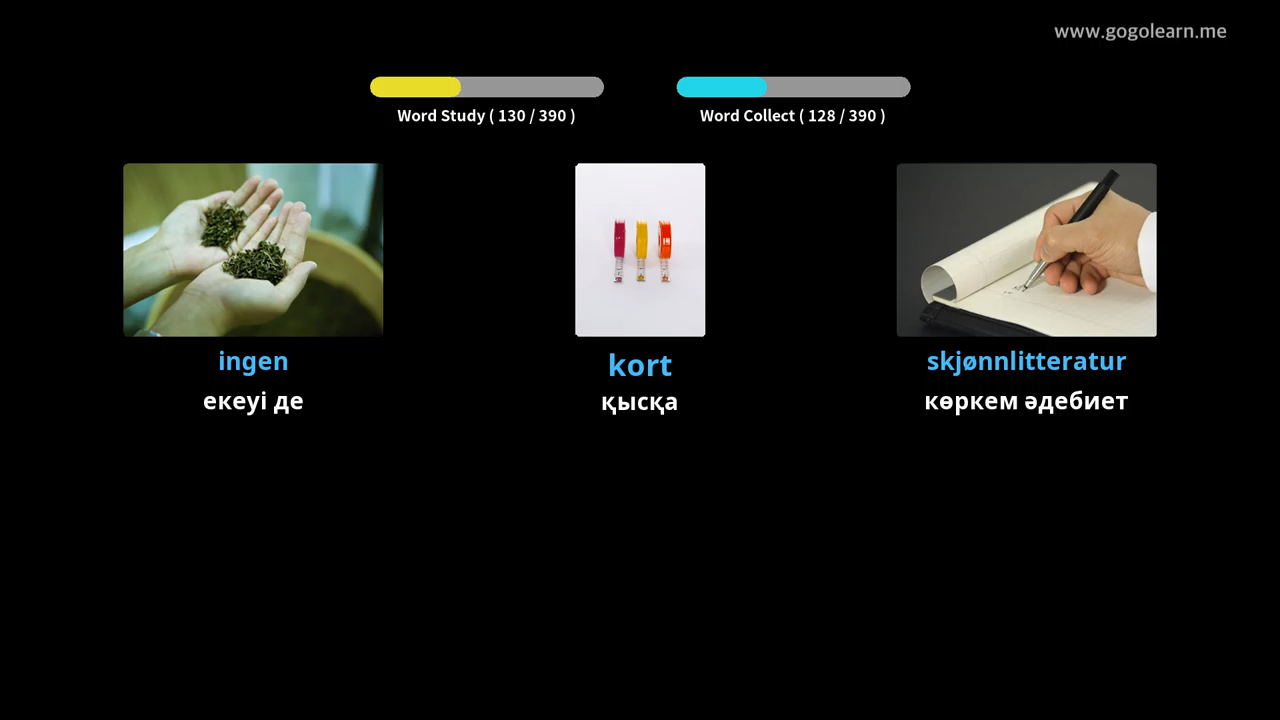 www.gogolearn.me
Word Study ( 130 / 390 )
Word Collect ( 128 / 390 )
ingen
екеуі де
kort
қысқа
skjønnlitteratur
көркем әдебиет